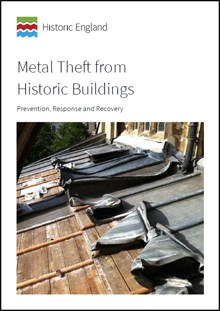 Historic England
Metal Theft from
Historic Buildings
Prevention, Response and Recovery